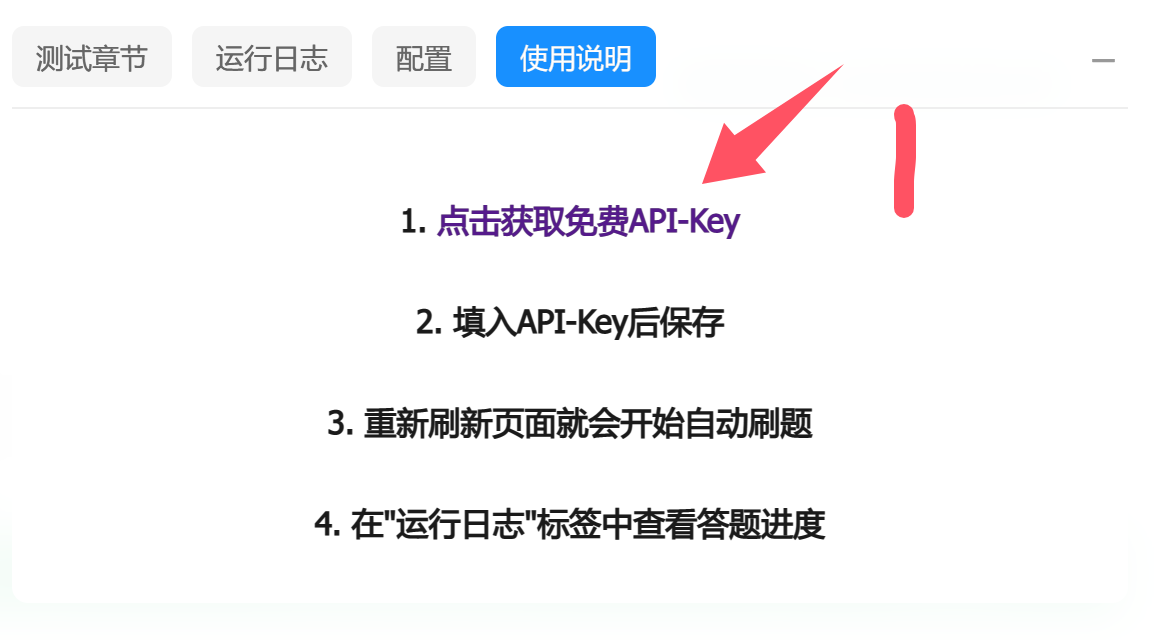 测试章节 运行日志 配置 使用说明
1. 点击获取免费API-Key
2. 填入API-Key后保存
3. 重新刷新页面就会开始自动刷题
4. 在"运行日志"标签中查看答题进度